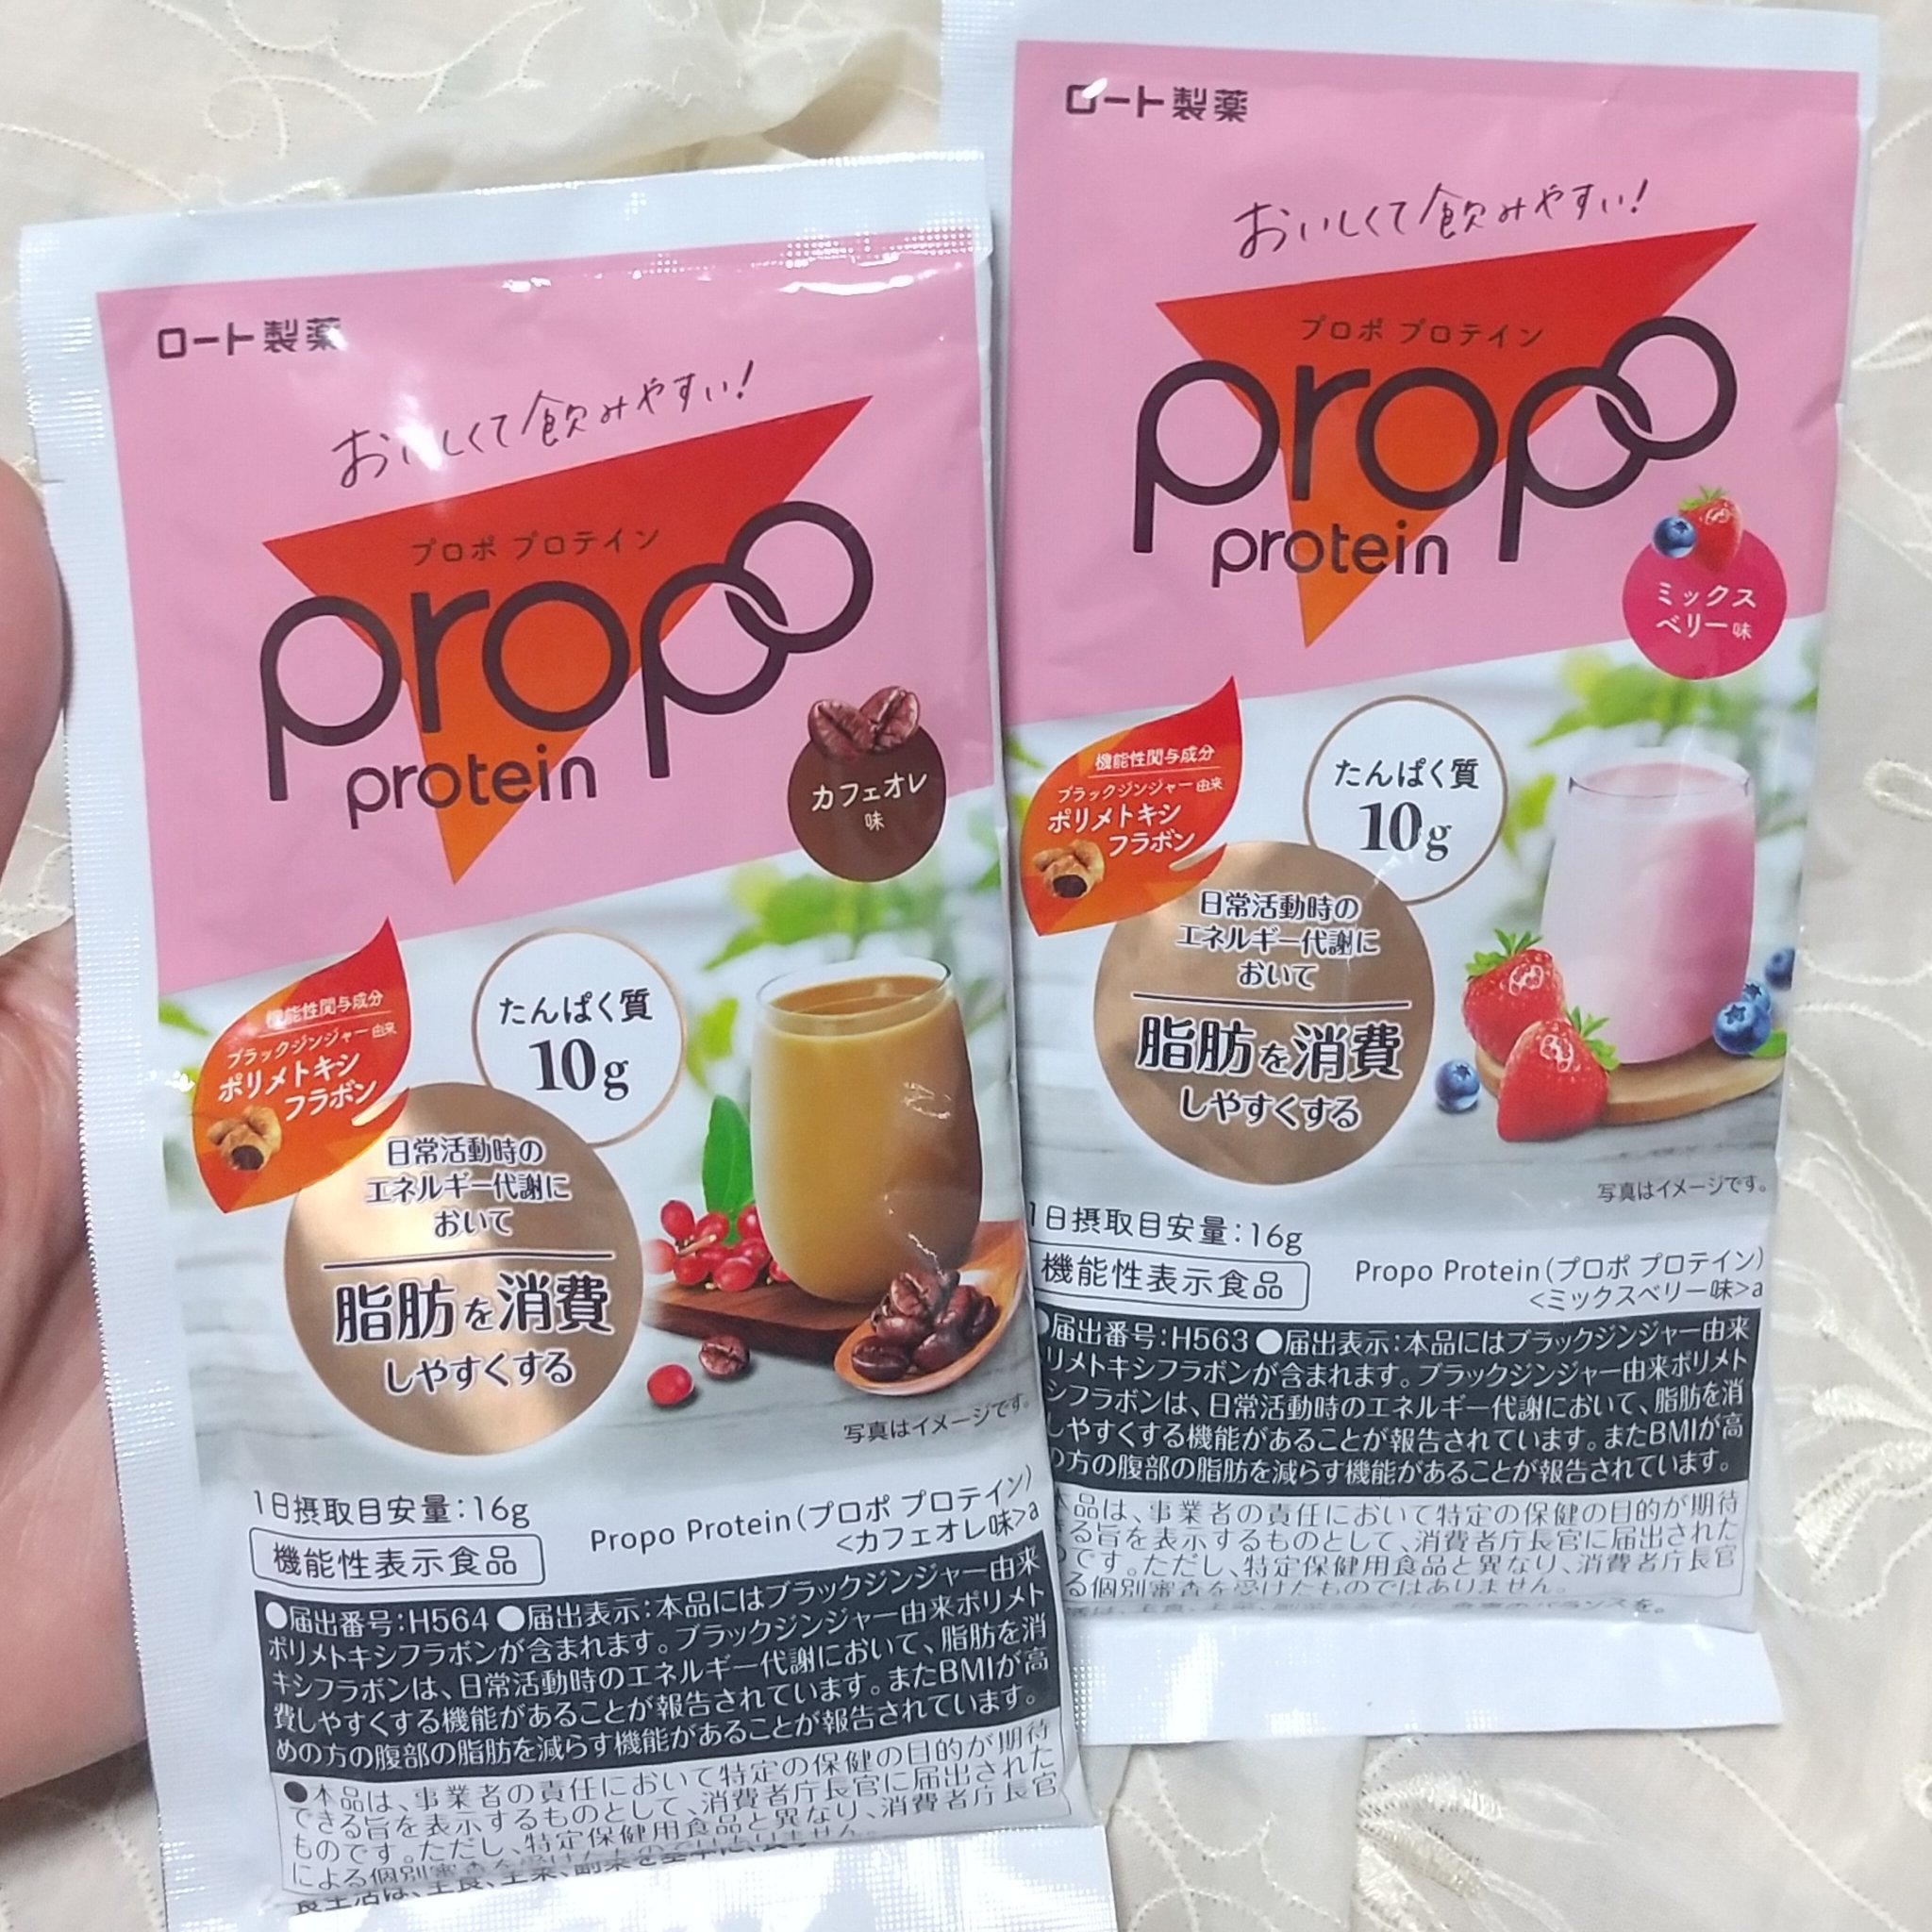 ロート製薬
おいしくて飲みやすい!
プロポ プロテイン
propo
protein
カフェオレ
味
機能性関与成分
ブラックジンジャー由来
ポリメトキシ
フラボン
たんぱく質
10g
日常活動時の
エネルギー代謝に
おいて
脂肪を消費
しやすくする
写真はイメージです。
1日摂取目安量:16g
機能性表示食品
Propo Protein(プロポ プロテイン)
<カフェオレ味>a
●届出番号:H564 ●届出表示:本品にはブラックジンジャー由来
ポリメトキシフラボンが含まれます。ブラックジンジャー由来ポリメト
キシフラボンは、日常活動時のエネルギー代謝において、脂肪を消
費しやすくする機能があることが報告されています。またBMIが高
めの方の腹部の脂肪を減らす機能があることが報告されています。
●本品は、事業者の責任において特定の保健の目的が期待
できる旨を表示するものとして、消費者庁長官に届出された
ものです。ただし、特定保健用食品と異なり、消費者庁長官
による個別審査を受けたものではありません。
食生活は、主食、主菜、副菜を基本に、
ロート製薬
おいしくて飲みやすい!
プロポ プロテイン
propo
protein
ミックス
ベリー味
機能性関与成分
ブラックジンジャー由来
ポリメトキシ
フラボン
たんぱく質
10g
日常活動時の
エネルギー代謝に
おいて
脂肪を消費
しやすくする
写真はイメージです。
1日摂取目安量:16g
機能性表示食品
Propo Protein(プロポ プロテイン)
<ミックスベリー味>a
●届出番号:H563 ●届出表示:本品にはブラックジンジャー由来
リメトキシフラボンが含まれます。ブラックジンジャー由来ポリメト
シフラボンは、日常活動時のエネルギー代謝において、脂肪を消
しやすくする機能があることが報告されています。またBMIが高
の方の腹部の脂肪を減らす機能があることが報告されています。
本品は、事業者の責任において特定の保健の目的が期待
きる旨を表示するものとして、消費者庁長官に届出された
のです。ただし、特定保健用食品と異なり、消費者庁長官
る個別審査を受けたものではありません。